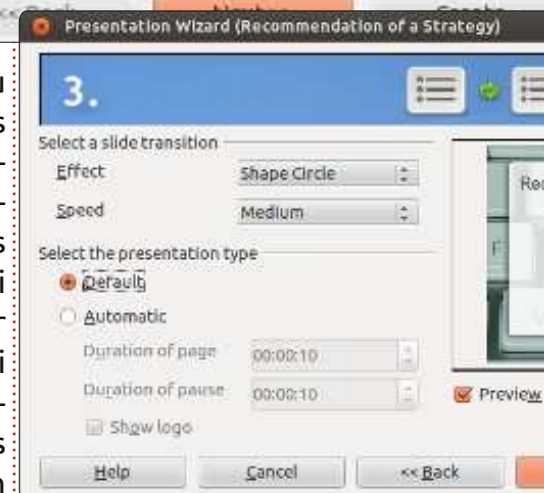 Presentation Wizard (Recommendation of a Strategy)
3.
Select a slide transition
Effect
Shape Circle
Speed
Medium
Select the presentation type
Default
Automatic
Duration of page
00:00:10
Duration of pause
00:00:10
Show logo
Preview
Help
Cancel
<< Back